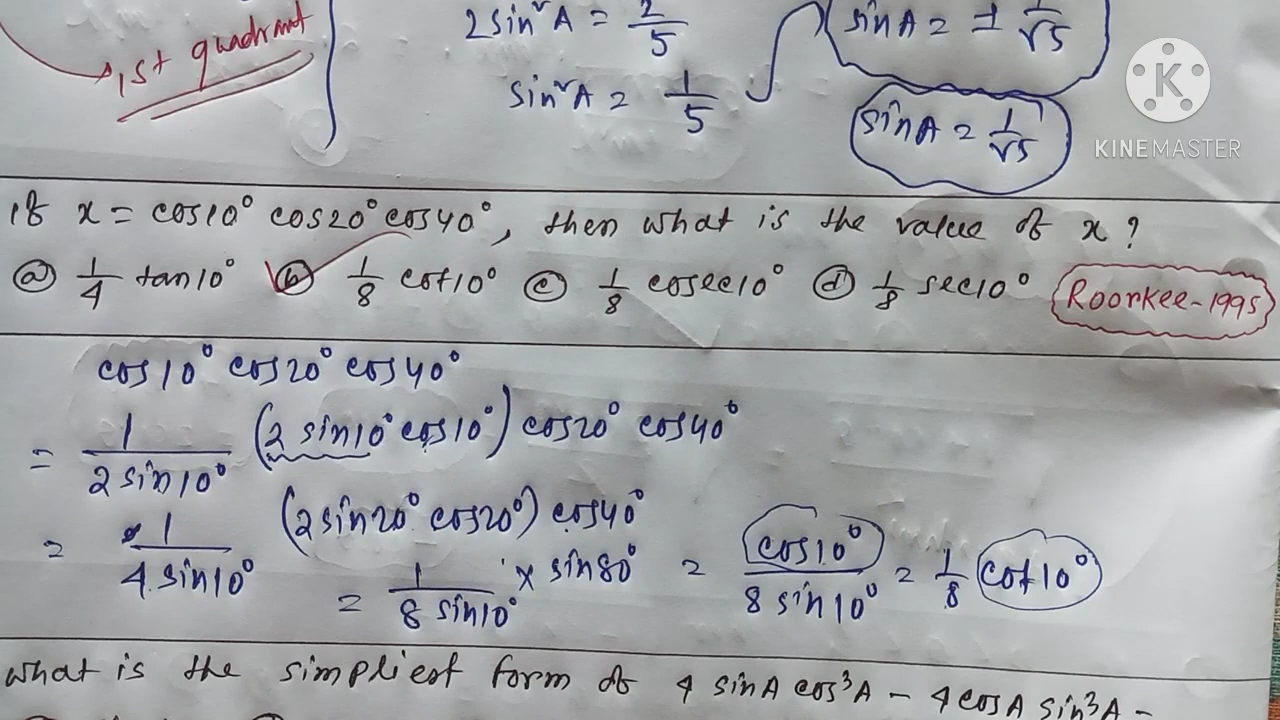 2 sin²A = 2/5
sinA = ± 1/√5
1st quadrant
sin²A = 1/5
sinA = 1/√5
K
KINEMASTER
If x = cos10° cos20° cos40°, then what is the value of x?
(a) 1/4 tan10° (b) 1/8 cot10° (c) 1/8 cosec10° (d) 1/8 sec10° Roorkee-1995
cos10° cos20° cos40°
= 1/2 sin10° (2 sin10° cos10°) cos20° cos40°
= 1/4 sin10° (2 sin20° cos20°) cos40°
= 1/8 sin10° × sin80° = cos10°/8 sin10° = 1/8 cot10°
what is the simpliest form of 4 sinA cos³A - 4 cosA sin³A -